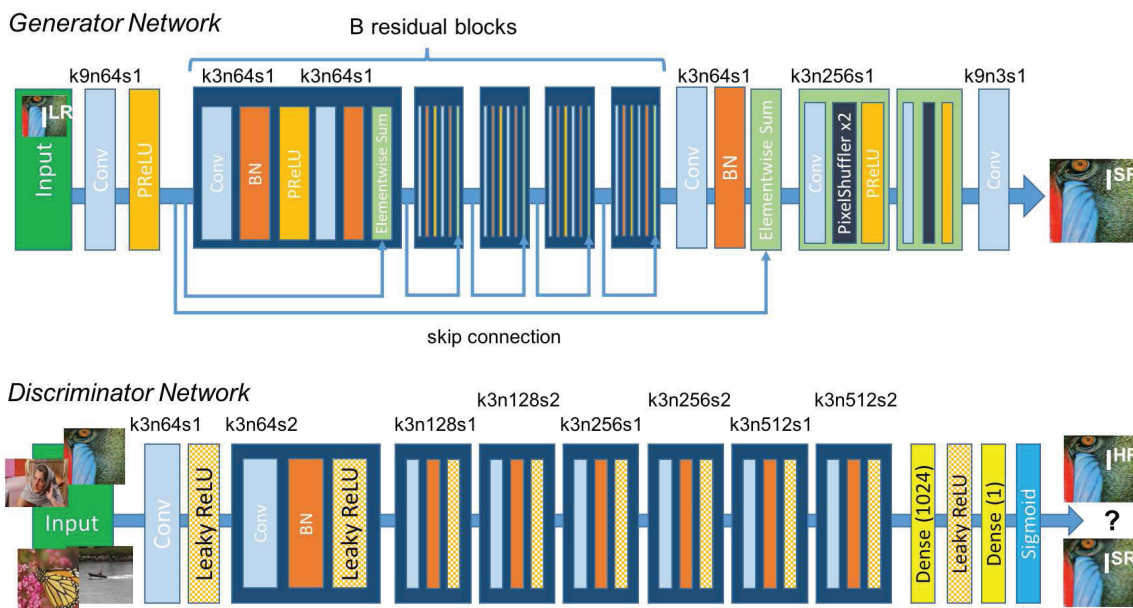 Generator Network
B residual blocks
k9n64s1
k3n64s1
k3n64s1
k3n64s1
k3n256s1
k9n3s1
I^LR
Input
Conv
PReLU
Conv
BN
PReLU
Elementwise Sum
Conv
BN
Elementwise Sum
Conv
PixelShuffler x2
PReLU
Conv
I^SR
skip connection
Discriminator Network
k3n64s1
k3n64s2
k3n128s1
k3n128s2
k3n256s1
k3n256s2
k3n512s1
k3n512s2
Input
Conv
Leaky ReLU
Conv
BN
Leaky ReLU
Dense (1024)
Leaky ReLU
Dense (1)
Sigmoid
I^HR
?
I^SR